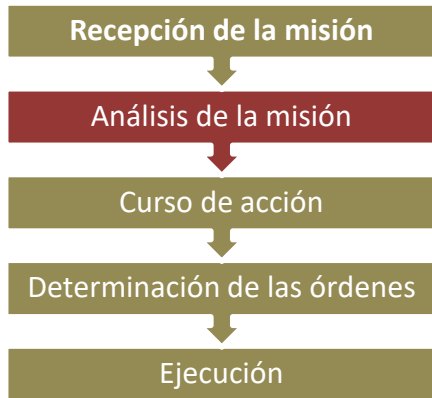 Recepción de la misión
Análisis de la misión
Curso de acción
Determinación de las órdenes
Ejecución